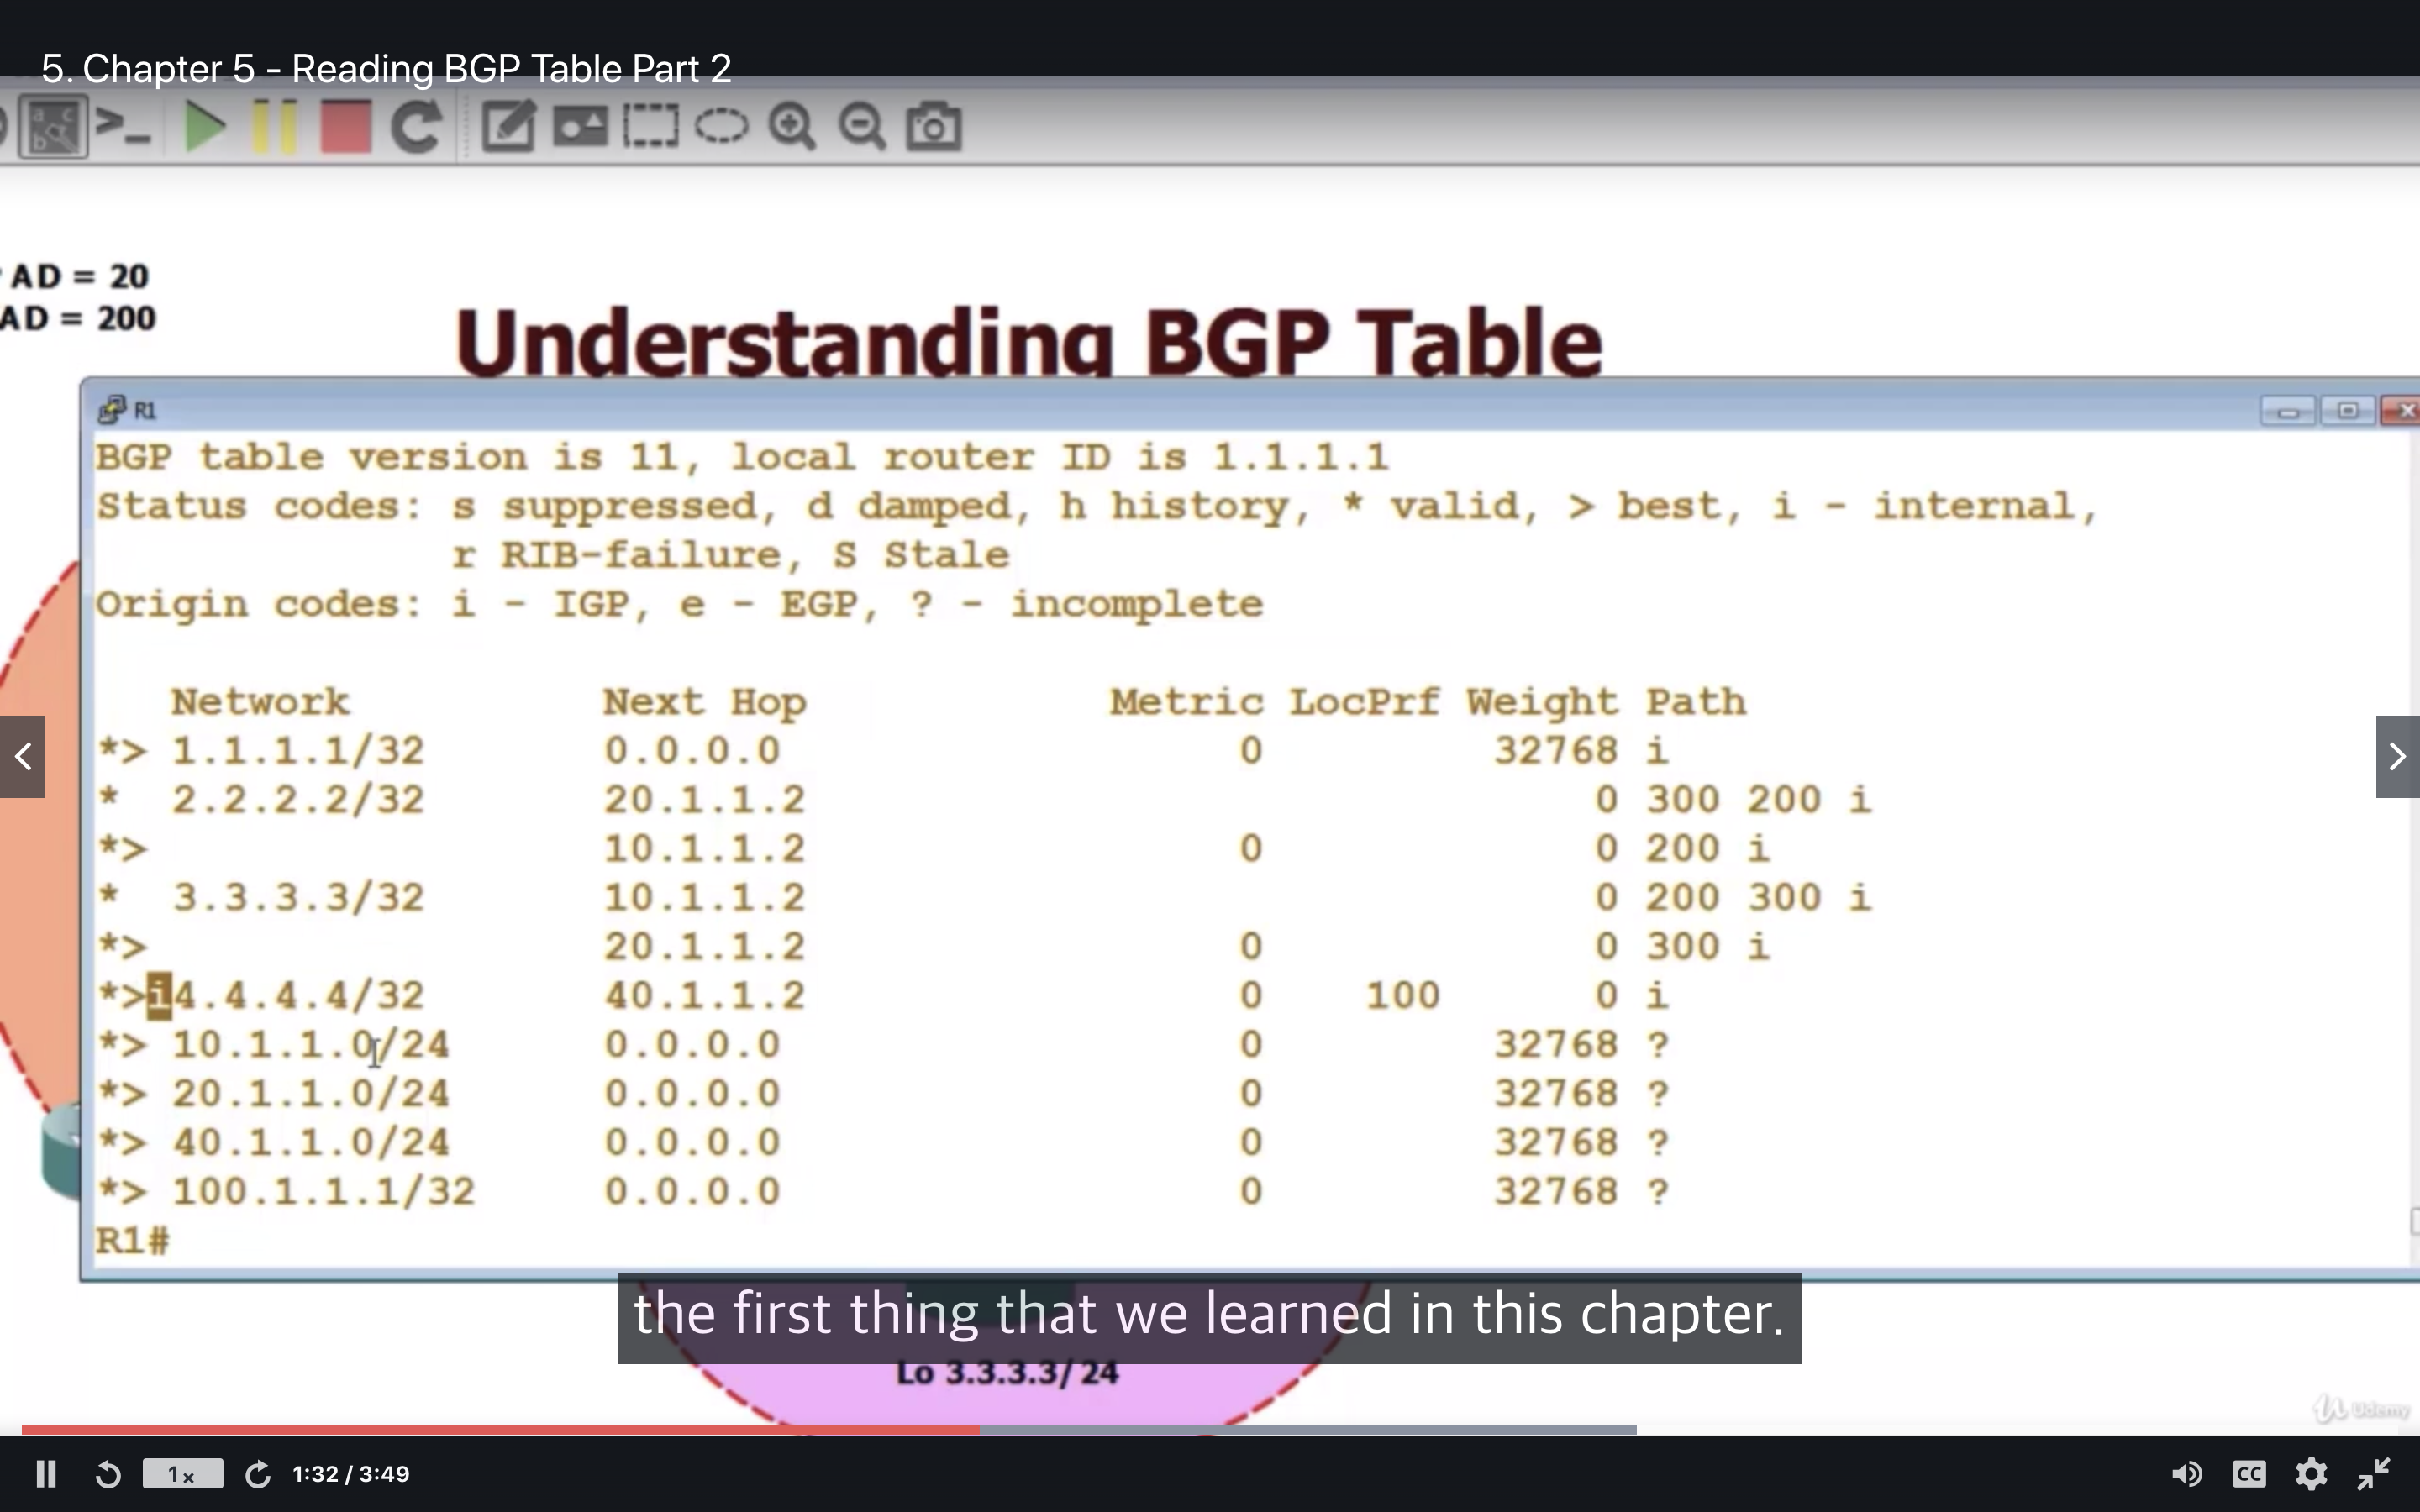 5. Chapter 5 - Reading BGP Table Part 2
AD = 20
AD = 200
Understanding BGP Table
R1
BGP table version is 11, local router ID is 1.1.1.1
Status codes: s suppressed, d damped, h history, * valid, > best, i - internal,
r RIB-failure, S Stale
Origin codes: i - IGP, e - EGP, ? - incomplete
Network Next Hop Metric LocPrf Weight Path
*> 1.1.1.1/32 0.0.0.0 0 32768 i
* 2.2.2.2/32 20.1.1.2 0 300 200 i
*> 10.1.1.2 0 0 200 i
* 3.3.3.3/32 10.1.1.2 0 200 300 i
*> 20.1.1.2 0 0 300 i
*>i4.4.4.4/32 40.1.1.2 0 100 0 i
*> 10.1.1.0/24 0.0.0.0 0 32768 ?
*> 20.1.1.0/24 0.0.0.0 0 32768 ?
*> 40.1.1.0/24 0.0.0.0 0 32768 ?
*> 100.1.1.1/32 0.0.0.0 0 32768 ?
R1#
the first thing that we learned in this chapter.
Lo 3.3.3.3/24
Udemy
1x 1:32 / 3:49 CC